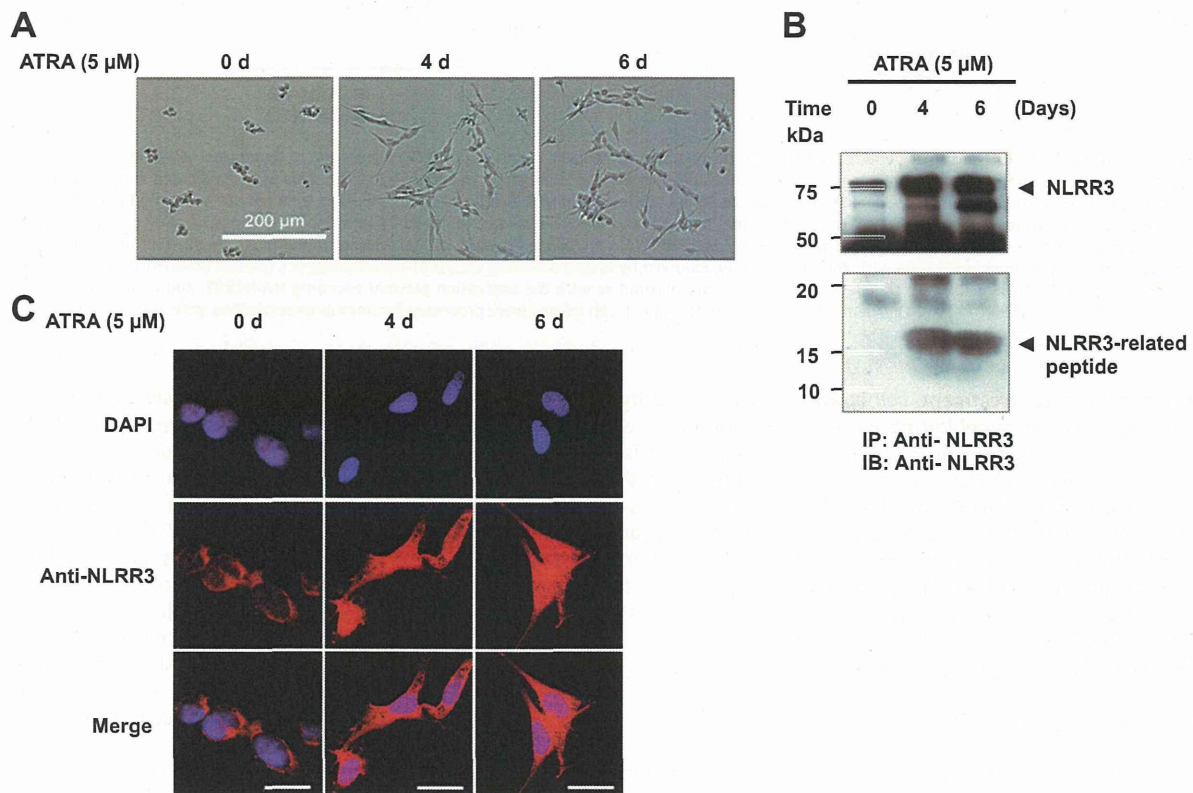 A
ATRA (5 µM) 0 d 4 d 6 d
200 µm
B
ATRA (5 µM)
Time 0 4 6 (Days)
kDa
75
50
NLRR3
20
15
10
NLRR3-related
peptide
IP: Anti- NLRR3
IB: Anti- NLRR3
C
ATRA (5 µM) 0 d 4 d 6 d
DAPI
Anti-NLRR3
Merge